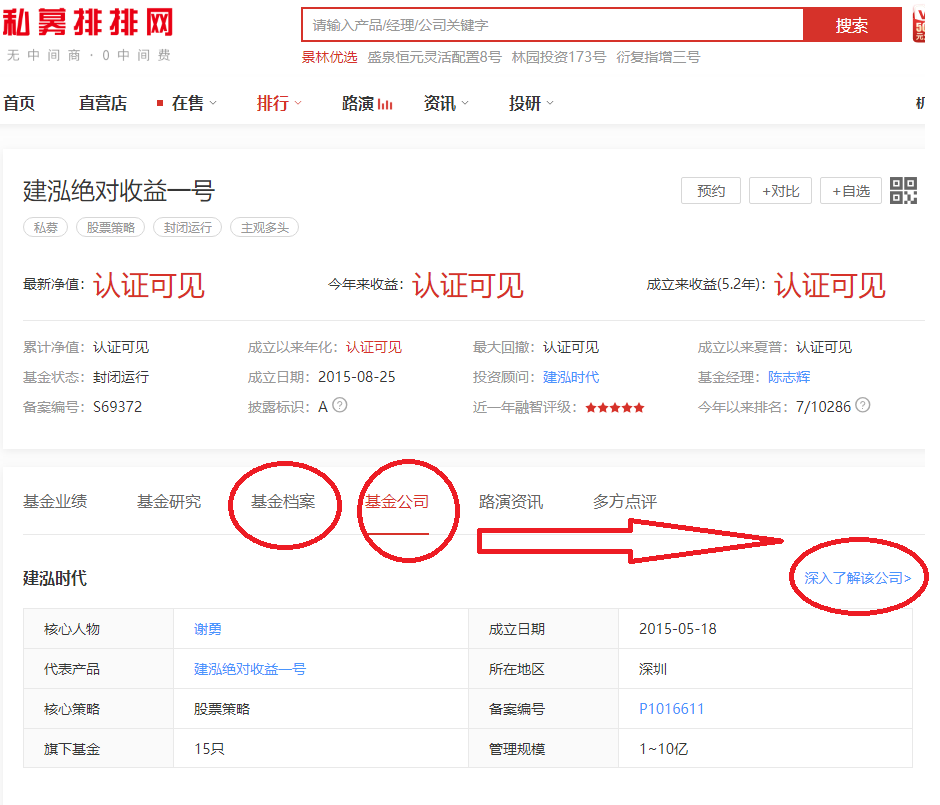 私募排排网
无中间商·0中间费
请输入产品/经理/公司关键字
搜索
景林优选 盛泉恒元灵活配置8号 林园投资173号 衍复指增三号
首页 直营店 在售 排行 路演 资讯 投研
建泓绝对收益一号
预约 +对比 +自选
私募 股票策略 封闭运行 主观多头
最新净值: 认证可见 今年来收益: 认证可见 成立来收益(5.2年): 认证可见
累计净值: 认证可见 成立以来年化: 认证可见 最大回撤: 认证可见 成立以来夏普: 认证可见
基金状态: 封闭运行 成立日期: 2015-08-25 投资顾问: 建泓时代 基金经理: 陈志辉
备案编号: S69372 披露标识: A ? 近一年融智评级: ★★★★★ 今年以来排名: 7/10286 ?
基金业绩 基金研究 基金档案 基金公司 路演资讯 多方点评
建泓时代 深入了解该公司>
核心人物 谢勇 成立日期 2015-05-18
代表产品 建泓绝对收益一号 所在地区 深圳
核心策略 股票策略 备案编号 P1016611
旗下基金 15只 管理规模 1~10亿